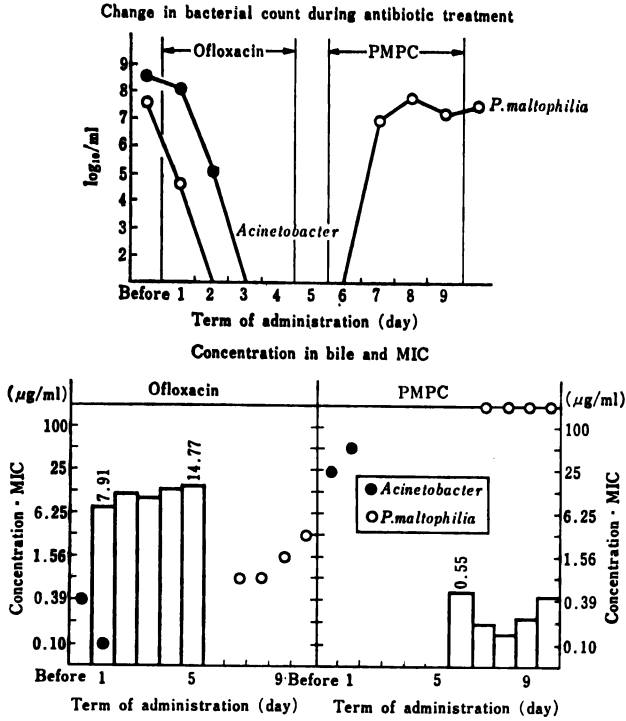 Change in bacterial count during antibiotic treatment
Ofloxacin
PMPC
log₁₀/ml
9
8
7
6
5
4
3
2
P.maltophilia
Acinetobacter
Before 1 2 3 4 5 6 7 8 9
Term of administration (day)
Concentration in bile and MIC
(μg/ml) Ofloxacin PMPC (μg/ml)
Concentration · MIC
100
25
6.25
1.56
0.39
0.10
7.91
14.77
Acinetobacter
P.maltophilia
0.55
100
25
6.25
1.56
0.39
0.10
Concentration · MIC
Before 1 5 9 Before 1 5 9
Term of administration (day) Term of administration (day)